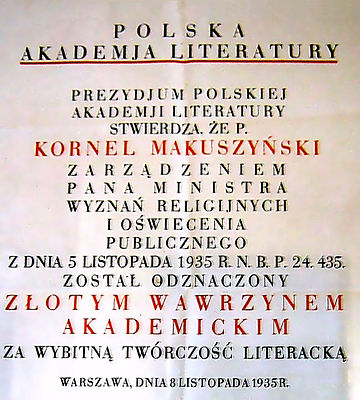 POLSKA
AKADEMJA LITERATURY
PREZYDJUM POLSKIEJ
AKADEMJI LITERATURY
STWIERDZA, ŻE P.
KORNEL MAKUSZYŃSKI
ZARZĄDZENIEM
PANA MINISTRA
WYZNAŃ RELIGIJNYCH
I OŚWIECENIA
PUBLICZNEGO
Z DNIA 5 LISTOPADA 1935 R. N. B. P. 24. 435.
ZOSTAŁ ODZNACZONY
ZŁOTYM WAWRZYNEM
AKADEMICKIM
ZA WYBITNĄ TWÓRCZOŚĆ LITERACKĄ
WARSZAWA, DNIA 8 LISTOPADA 1935 R.